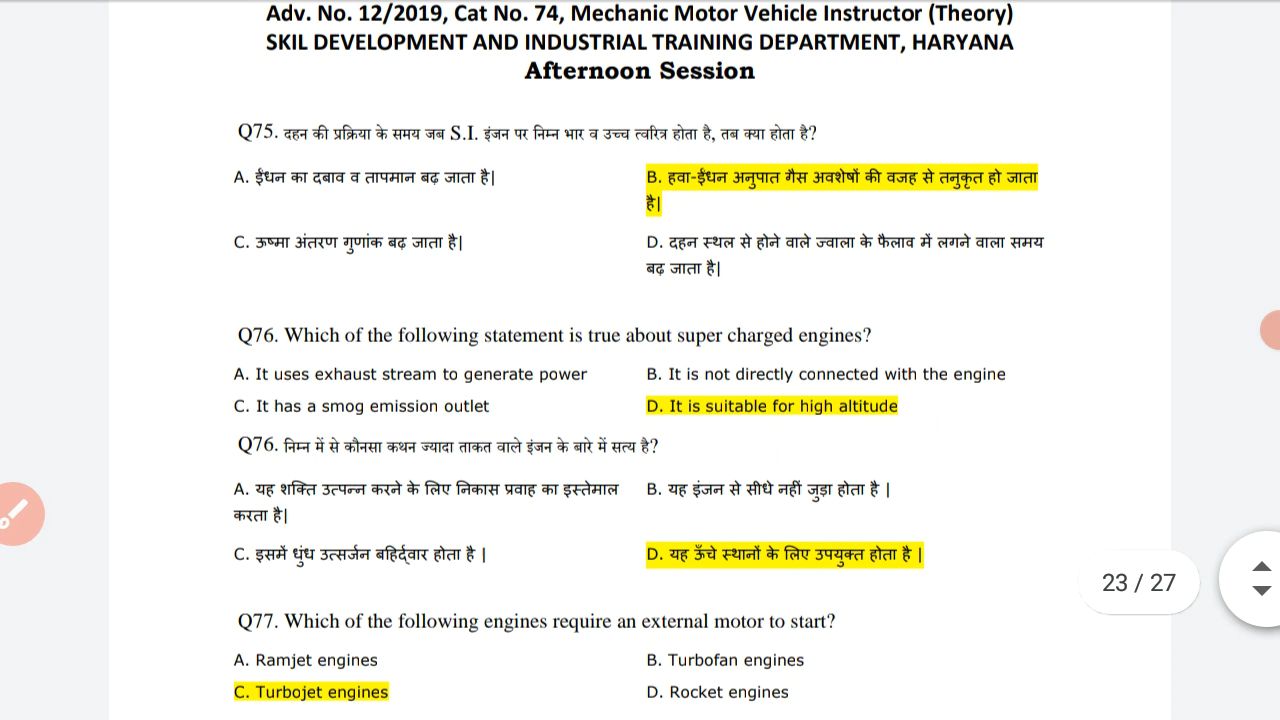 Adv. No. 12/2019, Cat No. 74, Mechanic Motor Vehicle Instructor (Theory)
SKIL DEVELOPMENT AND INDUSTRIAL TRAINING DEPARTMENT, HARYANA
Afternoon Session
Q75. दहन की प्रक्रिया के समय जब S.I. इंजन पर निम्न भार व उच्च त्वरित्र होता है, तब क्या होता है?
A. ईंधन का दबाव व तापमान बढ़ जाता है|
B. हवा-ईंधन अनुपात गैस अवशेषों की वजह से तनुकृत हो जाता
है|
C. ऊष्मा अंतरण गुणांक बढ़ जाता है|
D. दहन स्थल से होने वाले ज्वाला के फैलाव में लगने वाला समय
बढ़ जाता है|
Q76. Which of the following statement is true about super charged engines?
A. It uses exhaust stream to generate power
B. It is not directly connected with the engine
C. It has a smog emission outlet
D. It is suitable for high altitude
Q76. निम्न में से कौनसा कथन ज्यादा ताकत वाले इंजन के बारे में सत्य है?
A. यह शक्ति उत्पन्न करने के लिए निकास प्रवाह का इस्तेमाल
करता है|
B. यह इंजन से सीधे नहीं जुड़ा होता है |
C. इसमें धुंध उत्सर्जन बहिर्द्वार होता है |
D. यह ऊँचे स्थानों के लिए उपयुक्त होता है |
23 / 27
Q77. Which of the following engines require an external motor to start?
A. Ramjet engines
B. Turbofan engines
C. Turbojet engines
D. Rocket engines